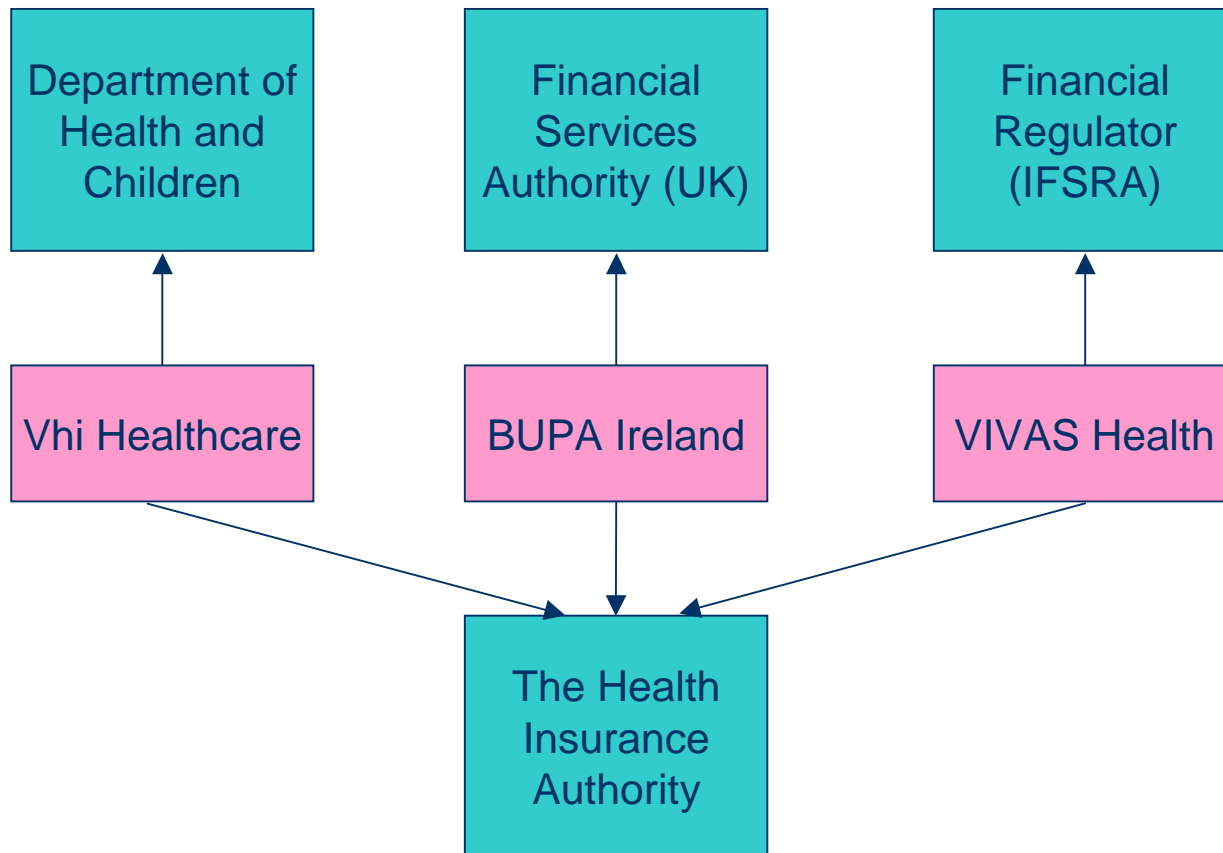 Department of
Health and
Children
Financial
Services
Authority (UK)
Financial
Regulator
(IFSRA)
Vhi Healthcare
BUPA Ireland
VIVAS Health
The Health
Insurance
Authority